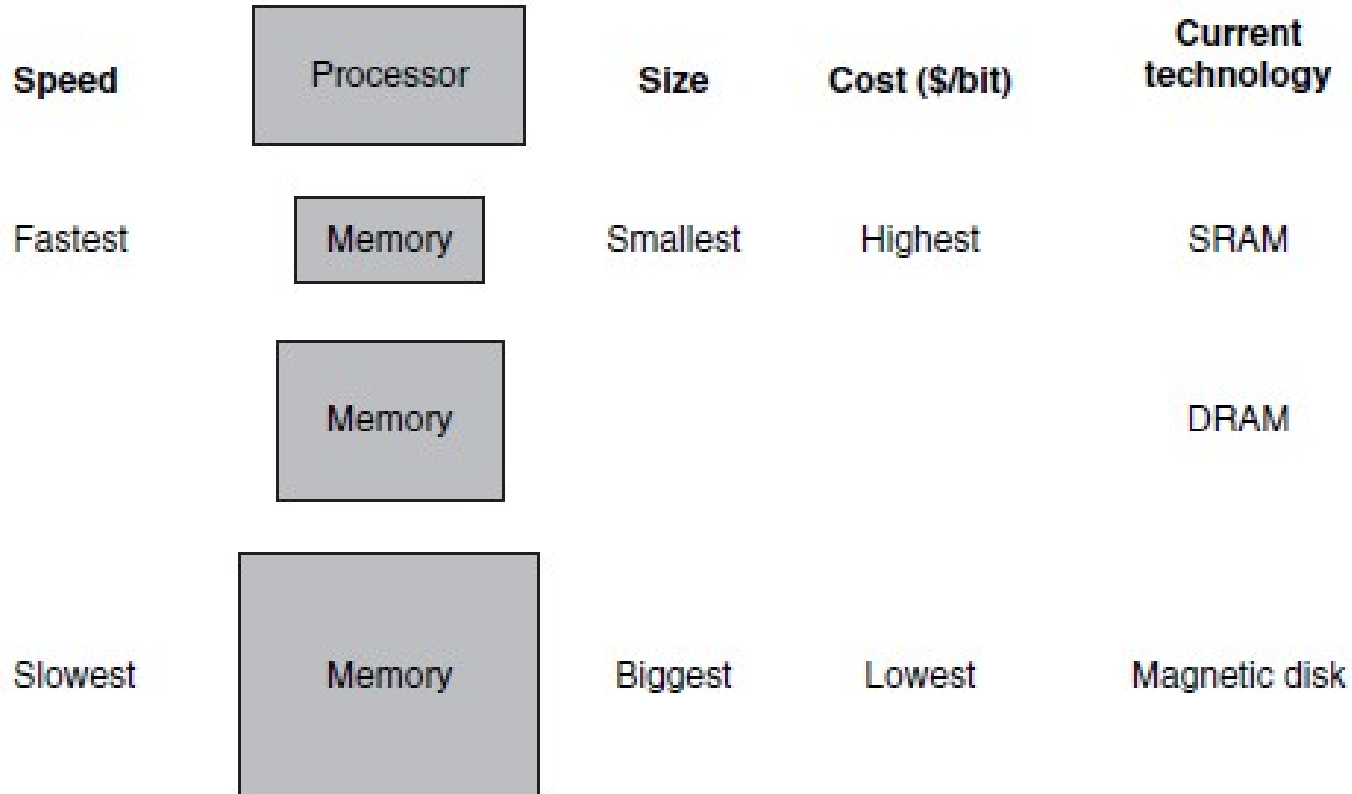 Speed
Processor
Size
Cost ($/bit)
Current
technology
Fastest
Memory
Smallest
Highest
SRAM
Memory
DRAM
Slowest
Memory
Biggest
Lowest
Magnetic disk